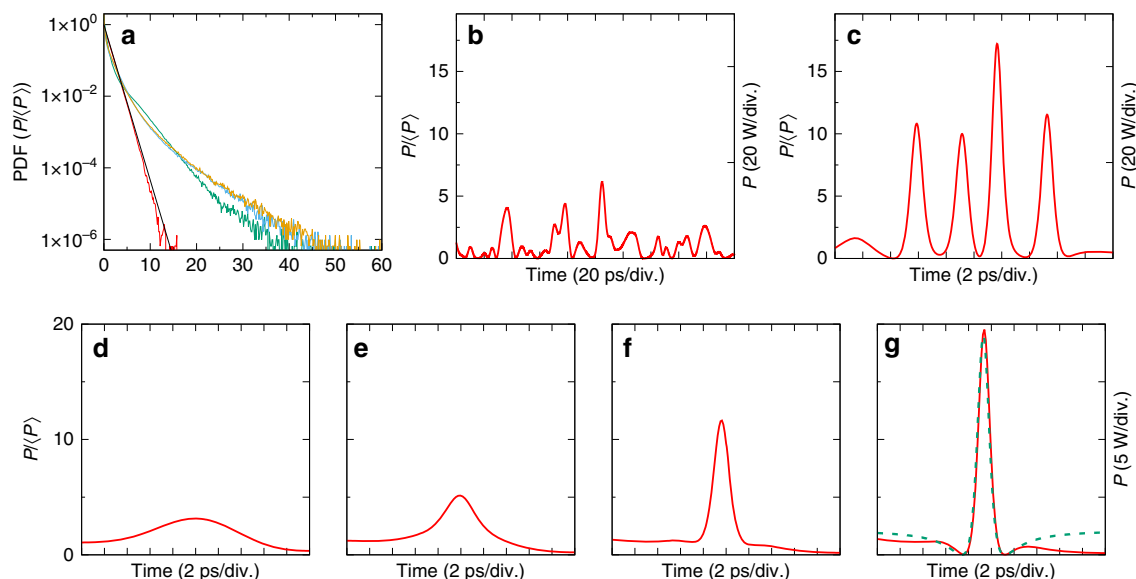 a
PDF (P/⟨P⟩)
1×10⁰
1×10⁻²
1×10⁻⁴
1×10⁻⁶
0 10 20 30 40 50 60
b
P/⟨P⟩
15
10
5
0
Time (20 ps/div.)
P (20 W/div.)
c
P/⟨P⟩
15
10
5
0
Time (2 ps/div.)
P (20 W/div.)
d
P/⟨P⟩
20
10
0
Time (2 ps/div.)
e
Time (2 ps/div.)
f
Time (2 ps/div.)
g
Time (2 ps/div.)
P (5 W/div.)